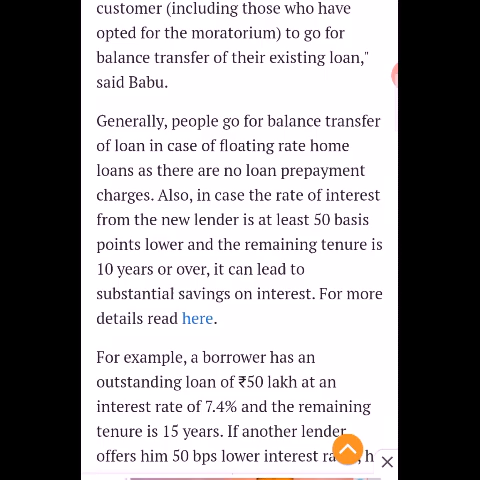 customer (including those who have
opted for the moratorium) to go for
balance transfer of their existing loan,"
said Babu.
Generally, people go for balance transfer
of loan in case of floating rate home
loans as there are no loan prepayment
charges. Also, in case the rate of interest
from the new lender is at least 50 basis
points lower and the remaining tenure is
10 years or over, it can lead to
substantial savings on interest. For more
details read here.
For example, a borrower has an
outstanding loan of ₹50 lakh at an
interest rate of 7.4% and the remaining
tenure is 15 years. If another lender
offers him 50 bps lower interest